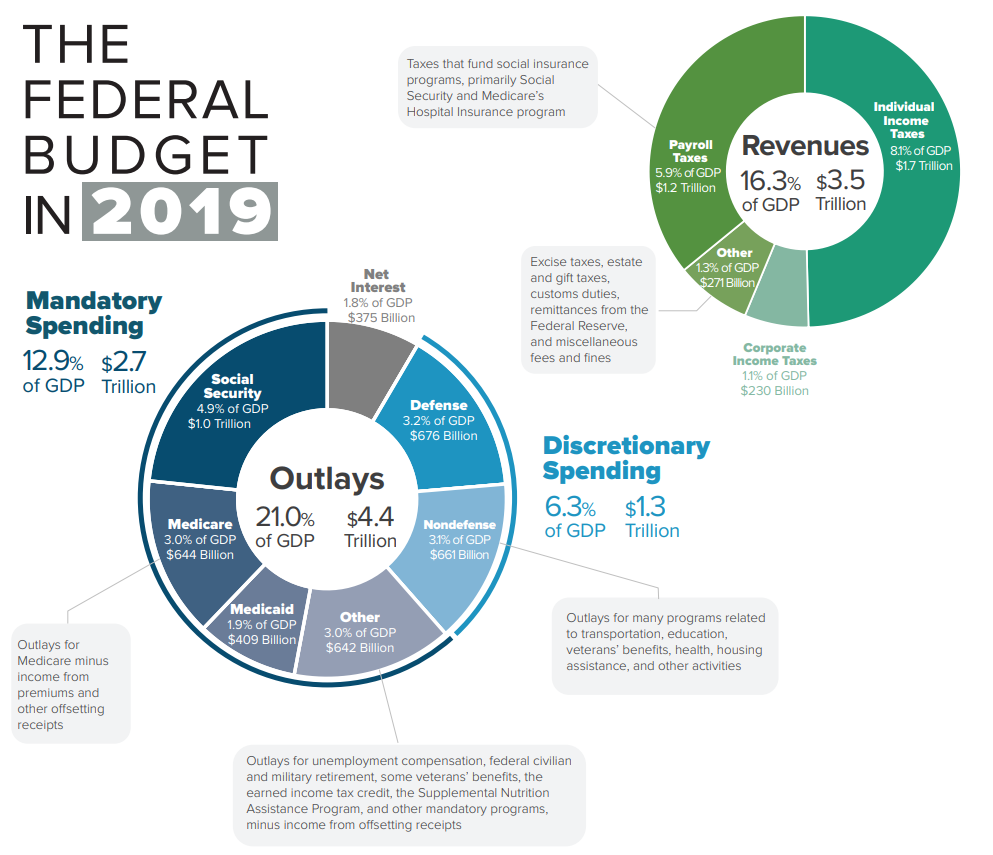 THE
FEDERAL
BUDGET
IN 2019
Taxes that fund social insurance
programs, primarily Social
Security and Medicare's
Hospital Insurance program
Revenues
16.3% $3.5
of GDP Trillion
Individual
Income
Taxes
8.1% of GDP
$1.7 Trillion
Payroll
Taxes
5.9% of GDP
$1.2 Trillion
Other
1.3% of GDP
$271 Billion
Excise taxes, estate
and gift taxes,
customs duties,
remittances from the
Federal Reserve,
and miscellaneous
fees and fines
Corporate
Income Taxes
1.1% of GDP
$230 Billion
Mandatory
Spending
12.9% $2.7
of GDP Trillion
Net
Interest
1.8% of GDP
$375 Billion
Social
Security
4.9% of GDP
$1.0 Trillion
Defense
3.2% of GDP
$676 Billion
Outlays
21.0% $4.4
of GDP Trillion
Discretionary
Spending
6.3% $1.3
of GDP Trillion
Medicare
3.0% of GDP
$644 Billion
Nondefense
3.1% of GDP
$661 Billion
Medicaid
1.9% of GDP
$409 Billion
Other
3.0% of GDP
$642 Billion
Outlays for
Medicare minus
income from
premiums and
other offsetting
receipts
Outlays for many programs related
to transportation, education,
veterans' benefits, health, housing
assistance, and other activities
Outlays for unemployment compensation, federal civilian
and military retirement, some veterans' benefits, the
earned income tax credit, the Supplemental Nutrition
Assistance Program, and other mandatory programs,
minus income from offsetting receipts